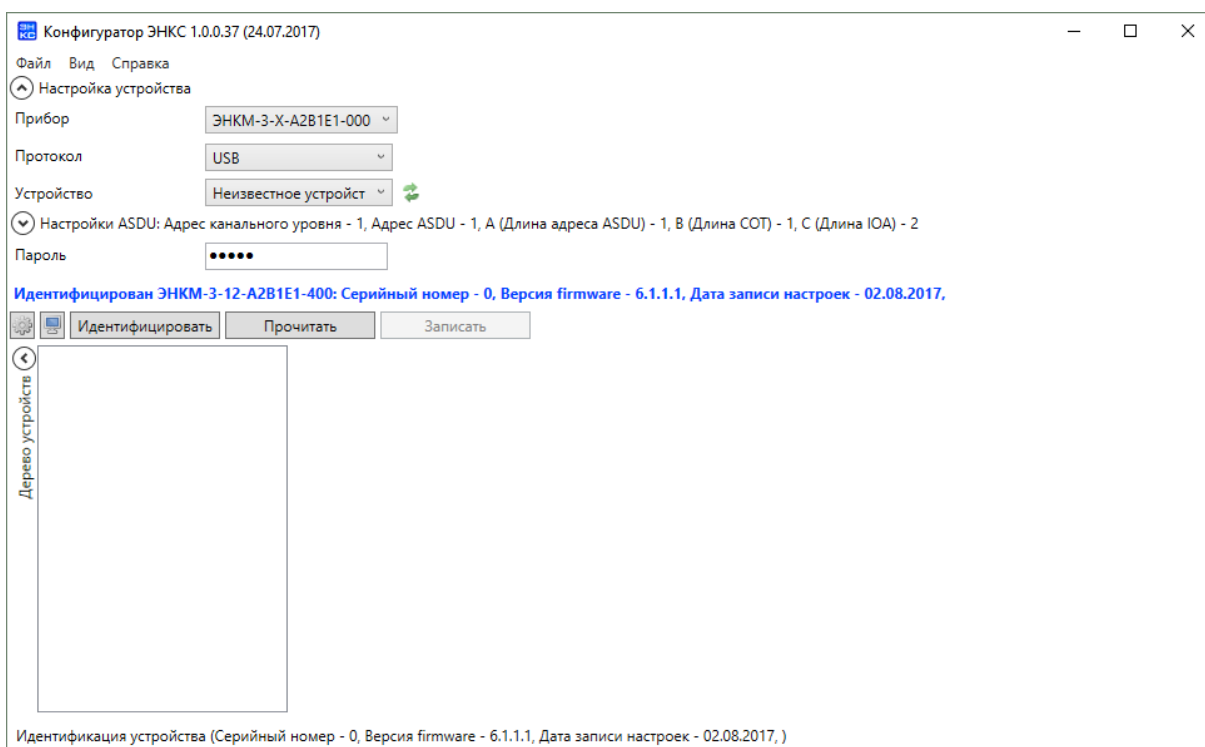 ЭН
КС
Конфигуратор ЭНКС 1.0.0.37 (24.07.2017)
Файл Вид Справка
Настройка устройства
Прибор ЭНКМ-3-X-A2B1E1-000
Протокол USB
Устройство Неизвестное устройст
Настройки ASDU: Адрес канального уровня - 1, Адрес ASDU - 1, А (Длина адреса ASDU) - 1, В (Длина COT) - 1, С (Длина IOA) - 2
Пароль •••••
Идентифицирован ЭНКМ-3-12-A2B1E1-400: Серийный номер - 0, Версия firmware - 6.1.1.1, Дата записи настроек - 02.08.2017,
Идентифицировать Прочитать Записать
Дерево устройств
Идентификация устройства (Серийный номер - 0, Версия firmware - 6.1.1.1, Дата записи настроек - 02.08.2017, )